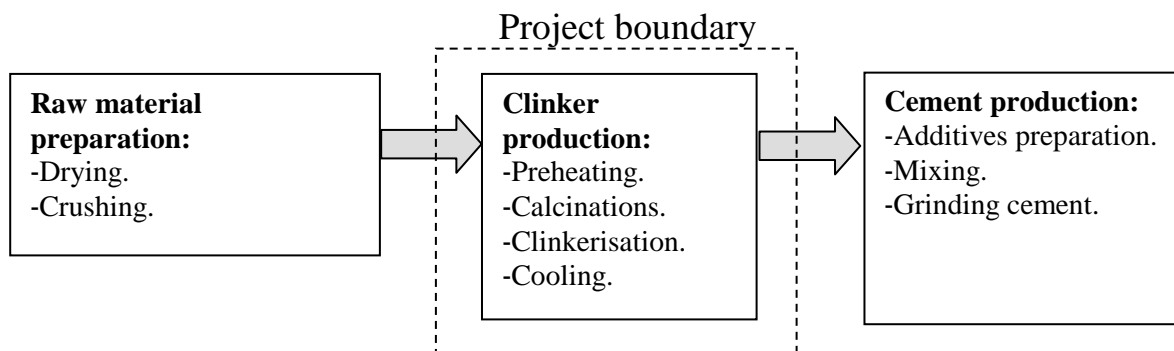 Project boundary
Raw material
preparation:
-Drying.
-Crushing.
Clinker
production:
-Preheating.
-Calcinations.
-Clinkerisation.
-Cooling.
Cement production:
-Additives preparation.
-Mixing.
-Grinding cement.